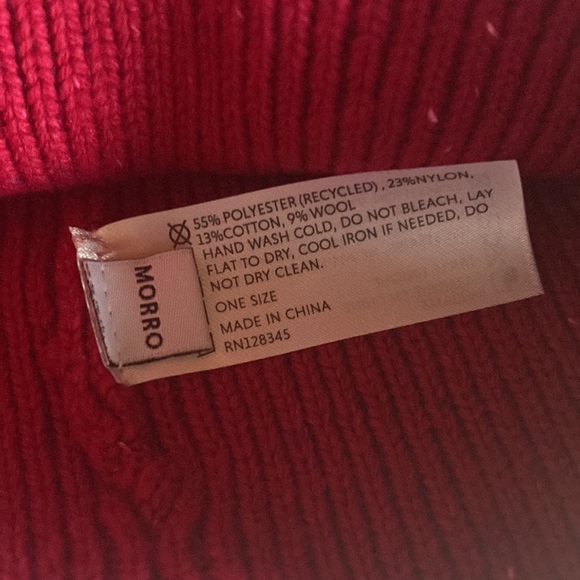 55% POLYESTER (RECYCLED), 23%NYLON,
13%COTTON, 9% WOOL
HAND WASH COLD, DO NOT BLEACH, LAY
FLAT TO DRY, COOL IRON IF NEEDED, DO
NOT DRY CLEAN.
ONE SIZE
MADE IN CHINA
RN128345
MORRO